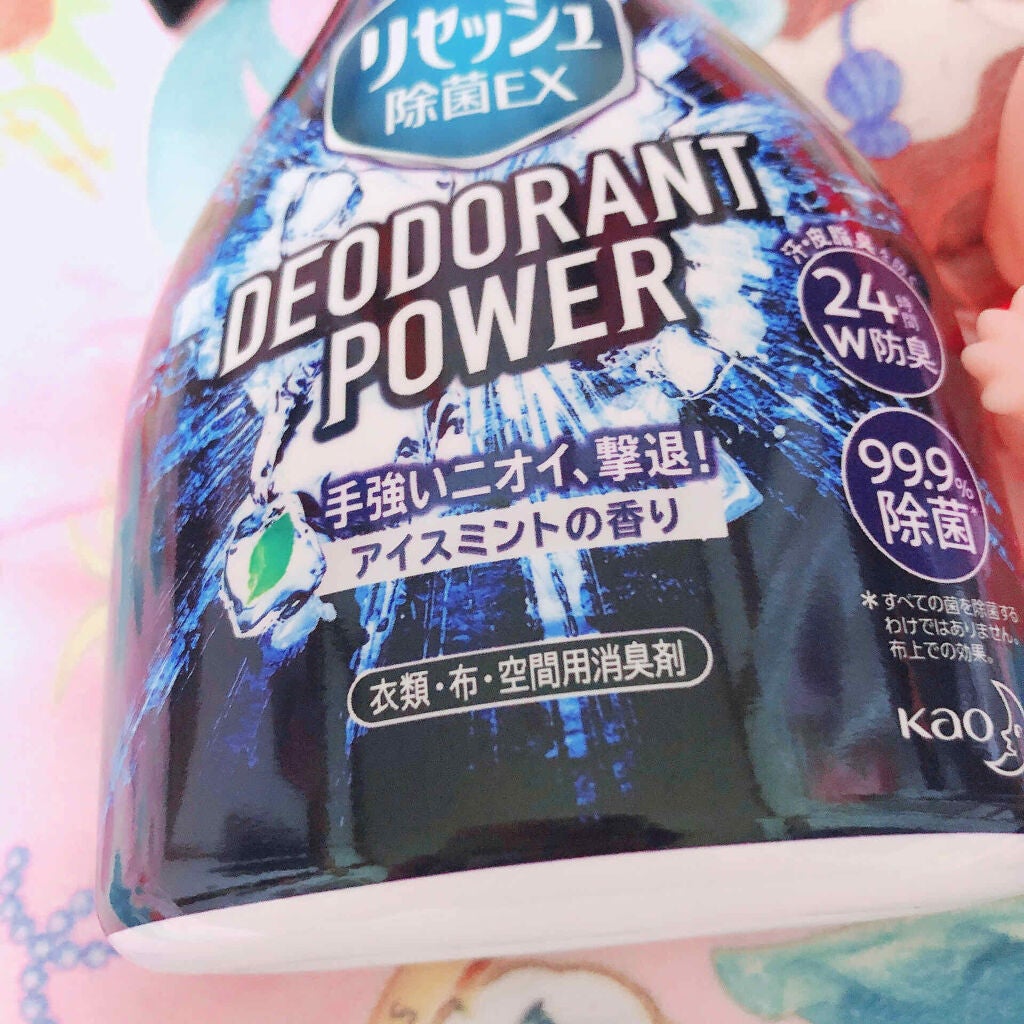 リセッシュ
除菌EX
DEODORANT
POWER
汗・皮脂臭
24時間
W防臭
99.9%
除菌*
手強いニオイ、撃退!
アイスミントの香り
*すべての菌を除菌する
わけではありません。
布上での効果。
衣類・布・空間用消臭剤
Kao